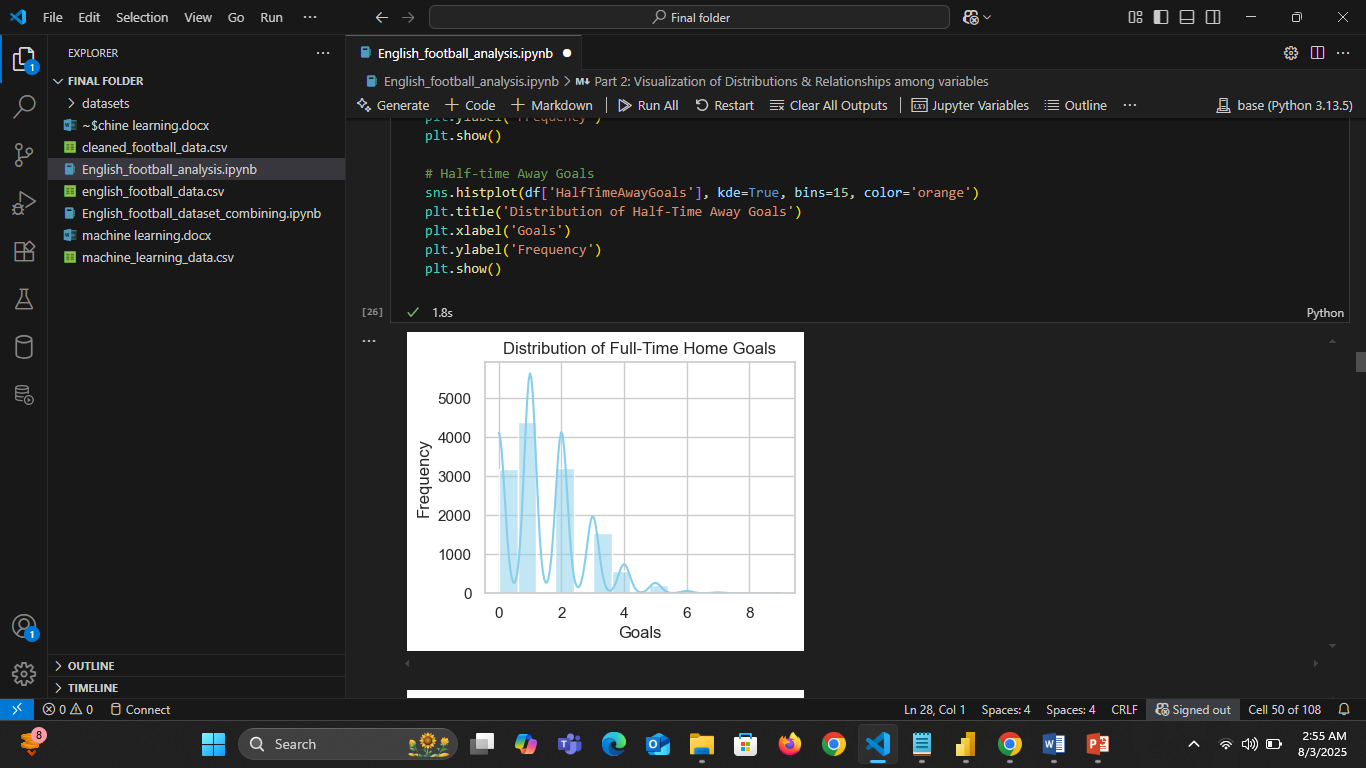 File Edit Selection View Go Run ··· Final folder
EXPLORER ···
FINAL FOLDER
datasets
~$chine learning.docx
cleaned_football_data.csv
English_football_analysis.ipynb
english_football_data.csv
English_football_dataset_combining.ipynb
machine learning.docx
machine_learning_data.csv
OUTLINE
TIMELINE
1
1
English_football_analysis.ipynb
English_football_analysis.ipynb > M↓ Part 2: Visualization of Distributions & Relationships among variables
Generate + Code + Markdown Run All Restart Clear All Outputs Jupyter Variables Outline ··· base (Python 3.13.5)
plt.ylabel('Frequency')
plt.show()
# Half-time Away Goals
sns.histplot(df['HalfTimeAwayGoals'], kde=True, bins=15, color='orange')
plt.title('Distribution of Half-Time Away Goals')
plt.xlabel('Goals')
plt.ylabel('Frequency')
plt.show()
[26] 1.8s Python
Distribution of Full-Time Home Goals
5000
4000
3000
2000
1000
0
Frequency
0 2 4 6 8
Goals
0 0 Connect Ln 28, Col 1 Spaces: 4 Spaces: 4 CRLF Signed out Cell 50 of 108
8 Search 2:55 AM
8/3/2025